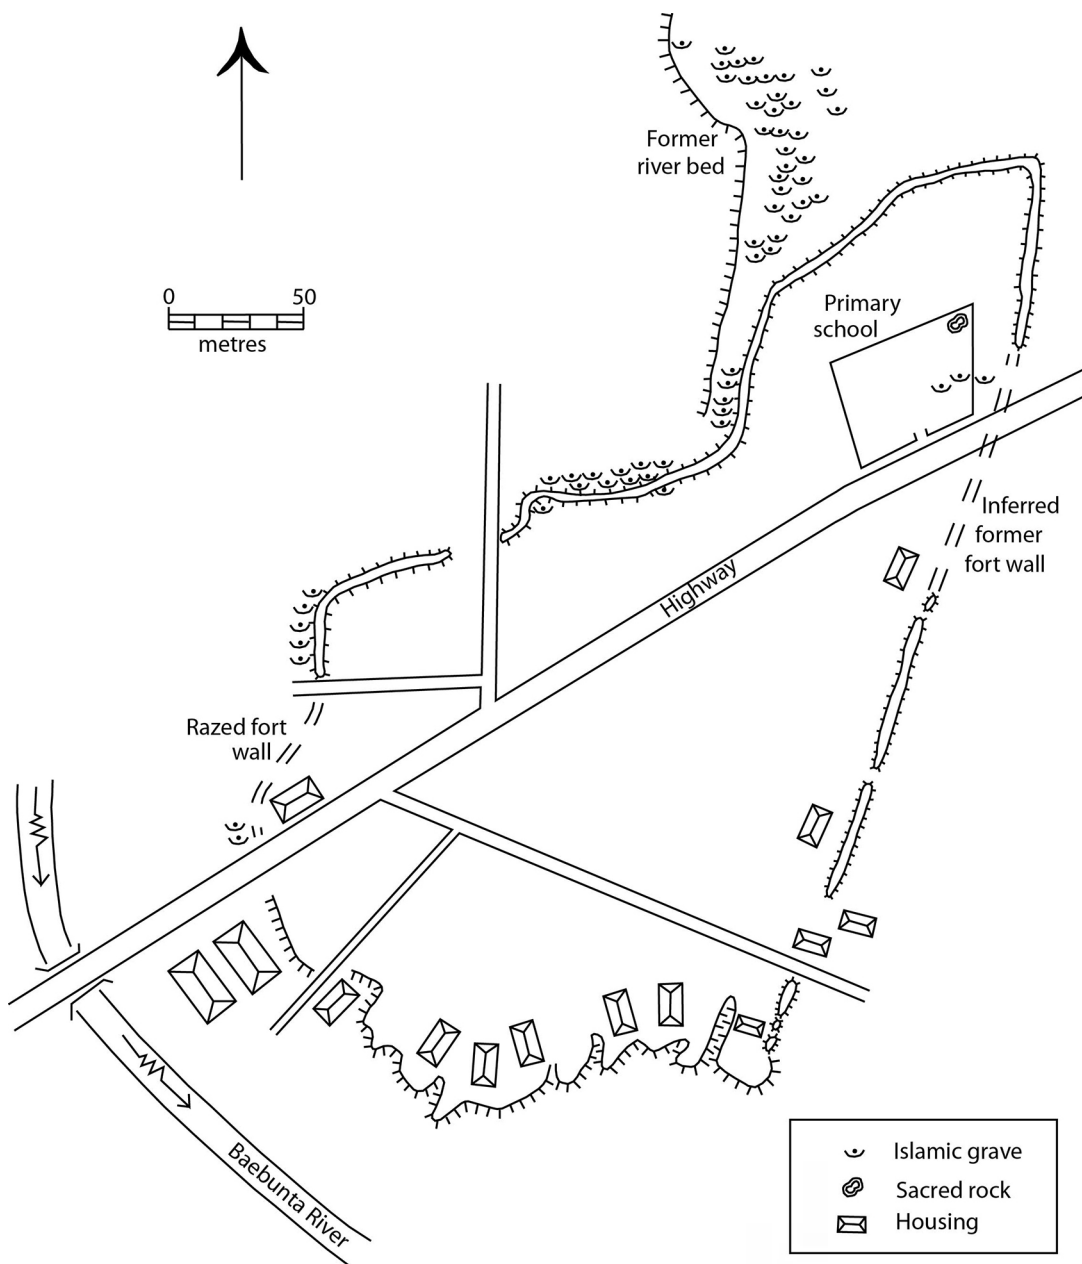 Former
river bed
0 50
metres
Primary
school
Inferred
former
fort wall
Highway
Razed fort
wall
Baebunta River
Islamic grave
Sacred rock
Housing